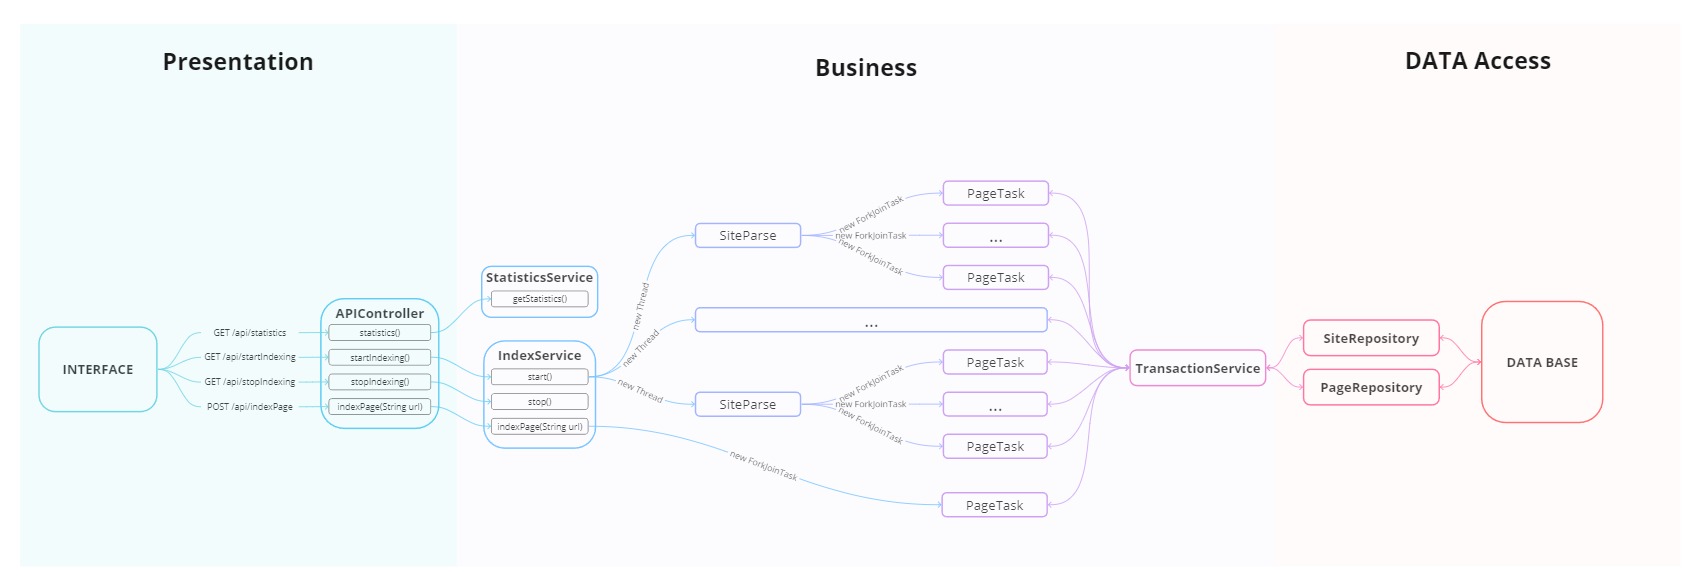 Presentation
Business
DATA Access
INTERFACE
GET /api/statistics
GET /api/startIndexing
GET /api/stopIndexing
POST /api/indexPage
APIController
statistics()
startIndexing()
stopIndexing()
indexPage(String url)
StatisticsService
getStatistics()
IndexService
start()
stop()
indexPage(String url)
new Thread
new Thread
new Thread
new ForkJoinTask
SiteParse
...
SiteParse
new ForkJoinTask
new ForkJoinTask
new ForkJoinTask
new ForkJoinTask
new ForkJoinTask
new ForkJoinTask
PageTask
...
PageTask
PageTask
...
PageTask
PageTask
TransactionService
SiteRepository
PageRepository
DATA BASE